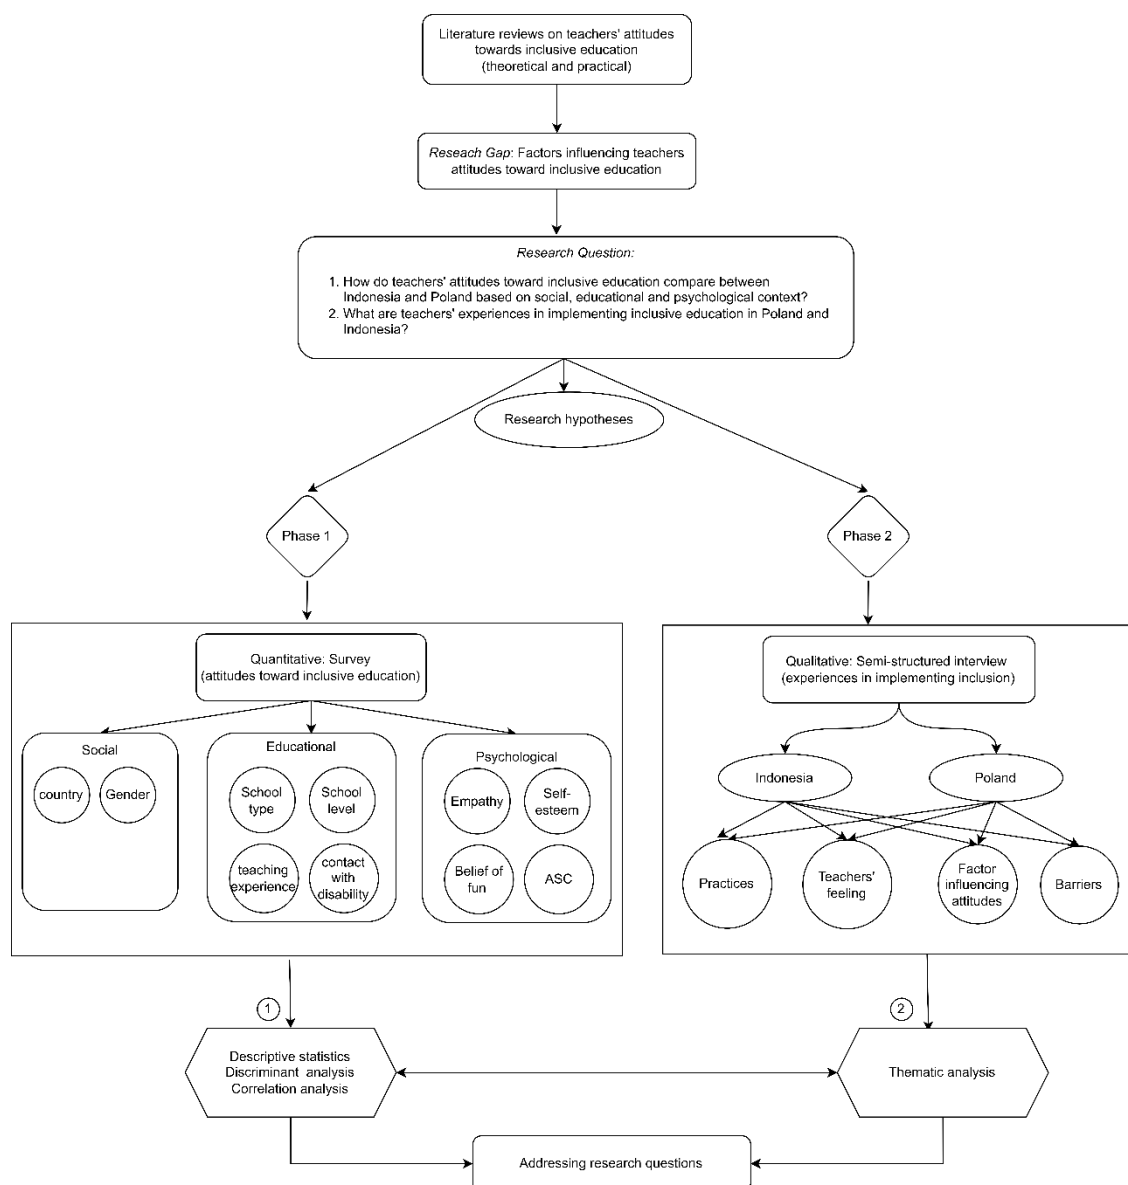 Literature reviews on teachers' attitudes
towards inclusive education
(theoretical and practical)
Reseach Gap: Factors influencing teachers
attitudes toward inclusive education
Research Question:
1. How do teachers' attitudes toward inclusive education compare between
Indonesia and Poland based on social, educational and psychological context?
2. What are teachers' experiences in implementing inclusive education in Poland and
Indonesia?
Research hypotheses
Phase 1
Phase 2
Quantitative: Survey
(attitudes toward inclusive education)
Social
country
Gender
Educational
School
type
School
level
teaching
experience
contact
with
disability
Psychological
Empathy
Self-
esteem
Belief of
fun
ASC
Qualitative: Semi-structured interview
(experiences in implementing inclusion)
Indonesia
Poland
Practices
Teachers'
feeling
Factor
influencing
attitudes
Barriers
1
2
Descriptive statistics
Discriminant analysis
Correlation analysis
Thematic analysis
Addressing research questions